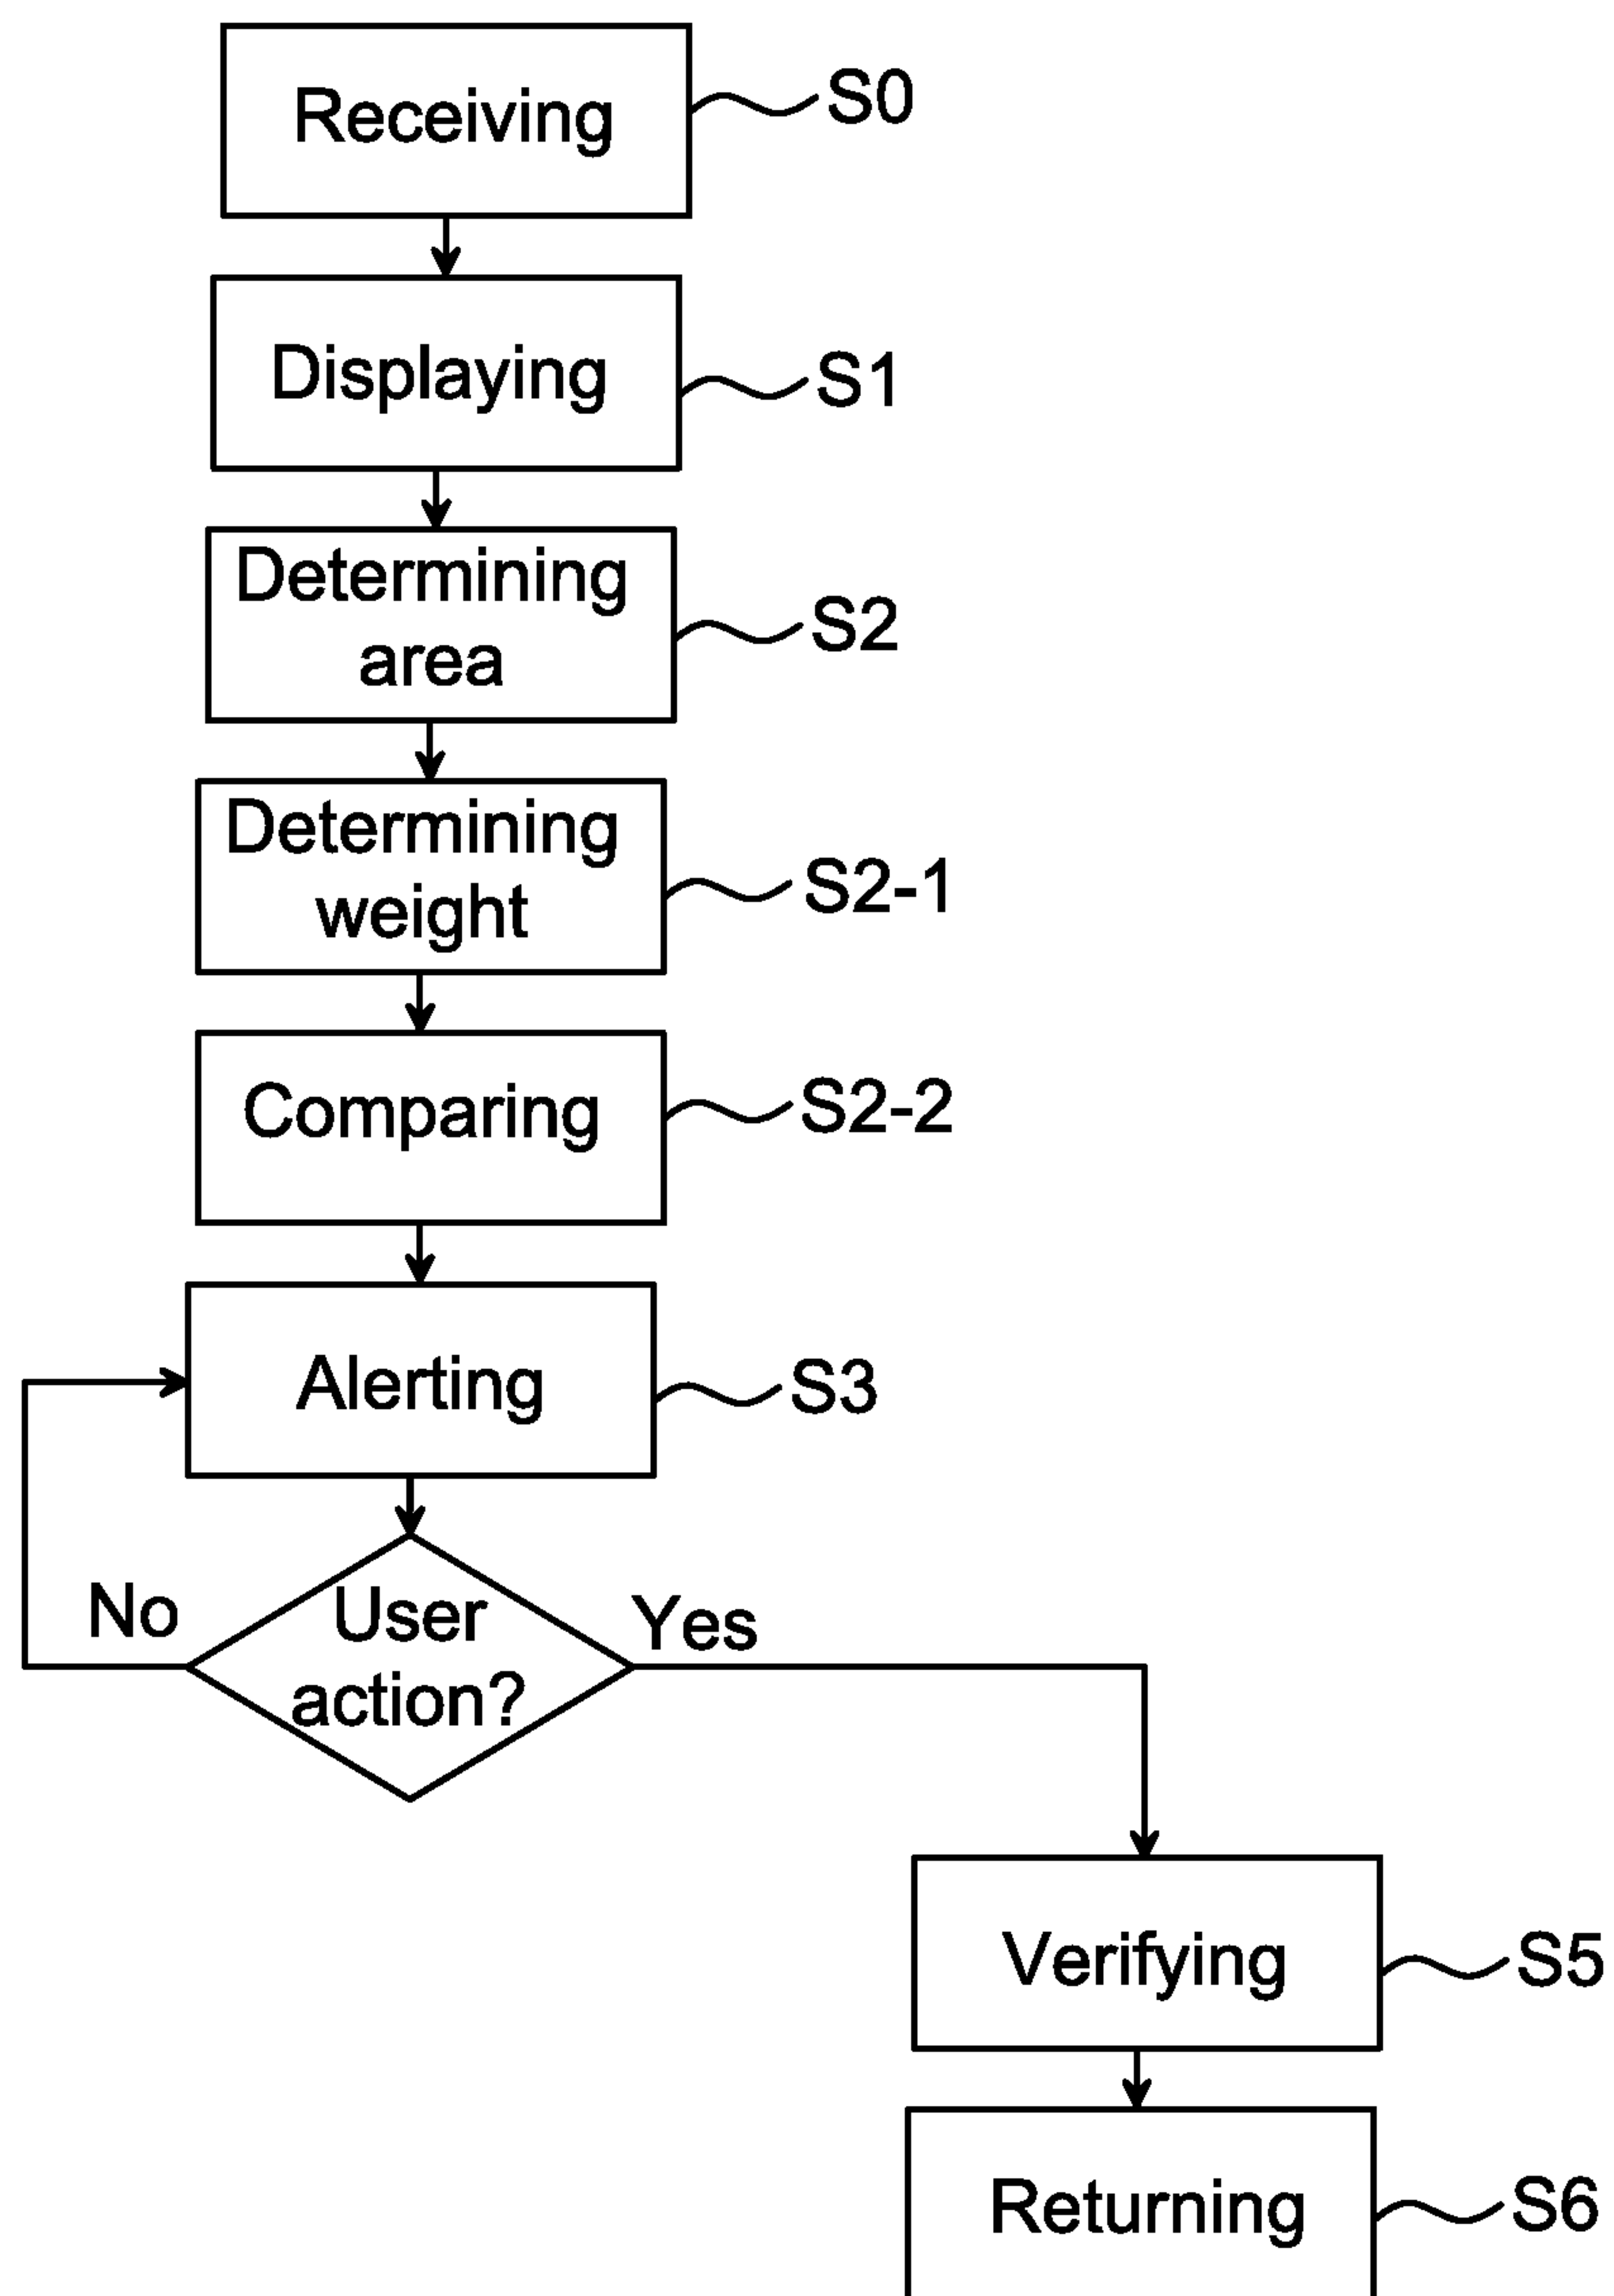 Receiving
S0
Displaying
S1
Determining
area
S2
Determining
weight
S2-1
Comparing
S2-2
Alerting
S3
No
User
action?
Yes
Verifying
S5
Returning
S6